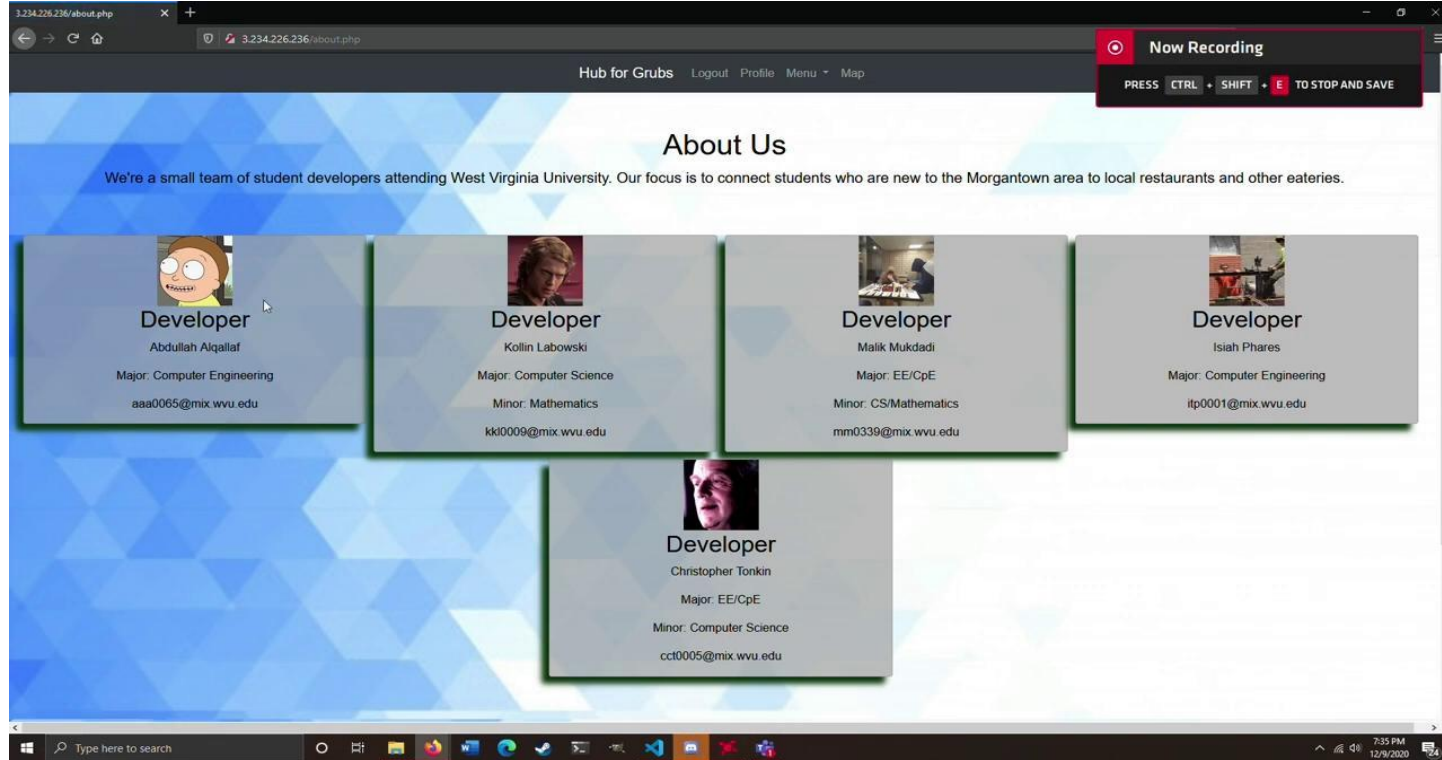 3.234.226.236/about.php
3.234.226.236/about.php
Now Recording
PRESS CTRL + SHIFT + E TO STOP AND SAVE
Hub for Grubs Logout Profile Menu Map
About Us
We're a small team of student developers attending West Virginia University. Our focus is to connect students who are new to the Morgantown area to local restaurants and other eateries.
Developer
Abdullah Alqallaf
Major: Computer Engineering
aaa0065@mix.wvu.edu
Developer
Kollin Labowski
Major: Computer Science
Minor: Mathematics
kkl0009@mix.wvu.edu
Developer
Malik Mukdadi
Major: EE/CpE
Minor: CS/Mathematics
mm0339@mix.wvu.edu
Developer
Isiah Phares
Major: Computer Engineering
itp0001@mix.wvu.edu
Developer
Christopher Tonkin
Major: EE/CpE
Minor: Computer Science
cct0005@mix.wvu.edu
Type here to search
7:35 PM
12/9/2020
24